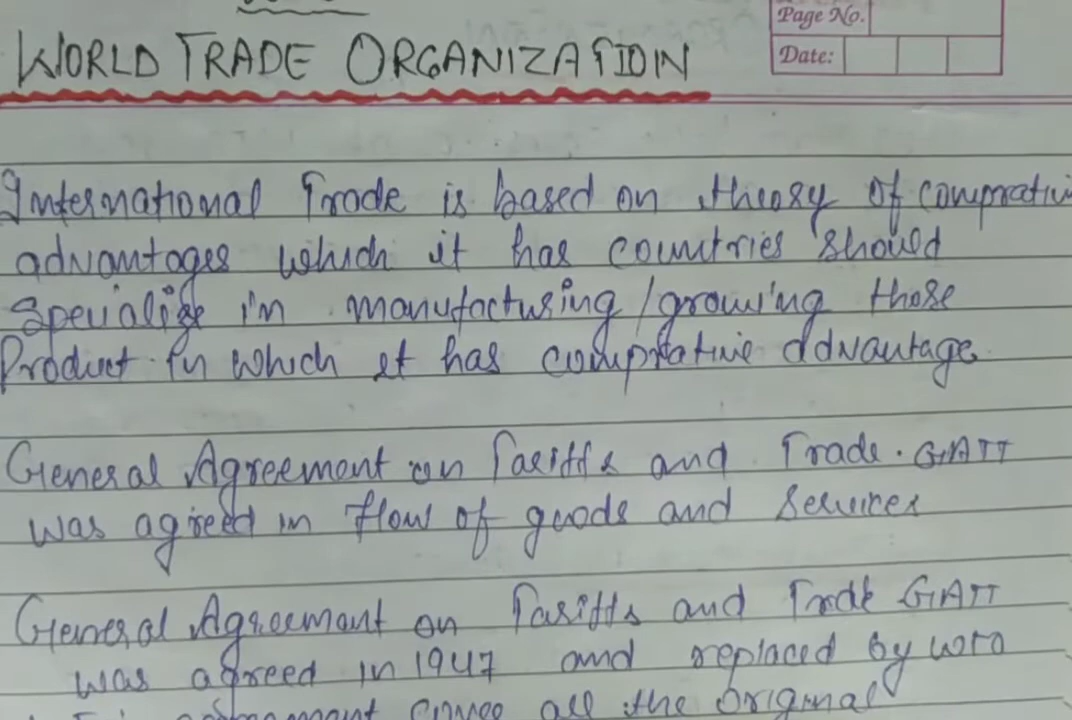 Page No.
WORLD TRADE ORGANIZATION
Date:
International Trade is based on theory of comprative
advantages which it has countries should
specialise in manufacturing/growing those
Product in which it has comprative advantage.
General Agreement on Tariffs and Trade. GATT
was agreed in flow of goods and services
General Agreement on Tariffs and Trade GATT
was agreed in 1947 and replaced by WTO
all the original